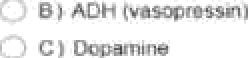 B) ADH (vasopressin)
C) Dopamine